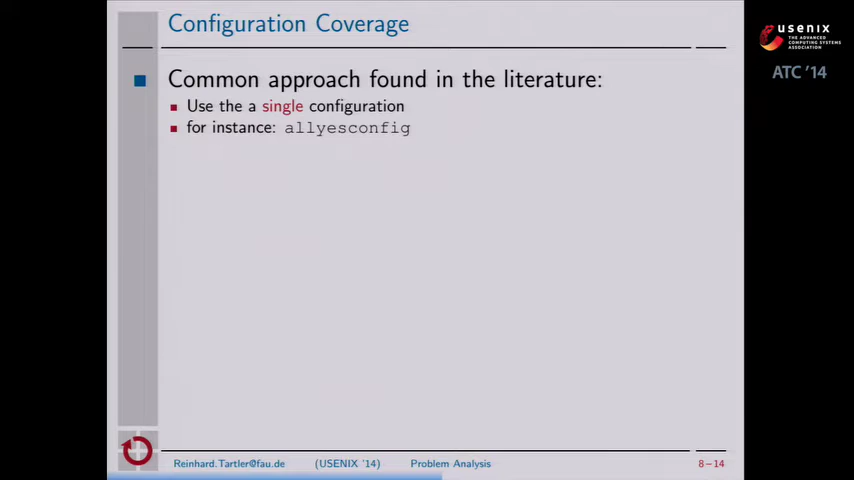 Configuration Coverage
usenix
THE ADVANCED
COMPUTING SYSTEMS
ASSOCIATION
ATC '14
Common approach found in the literature:
Use the a single configuration
for instance: allyesconfig
Reinhard.Tartler@fau.de (USENIX '14) Problem Analysis 8–14